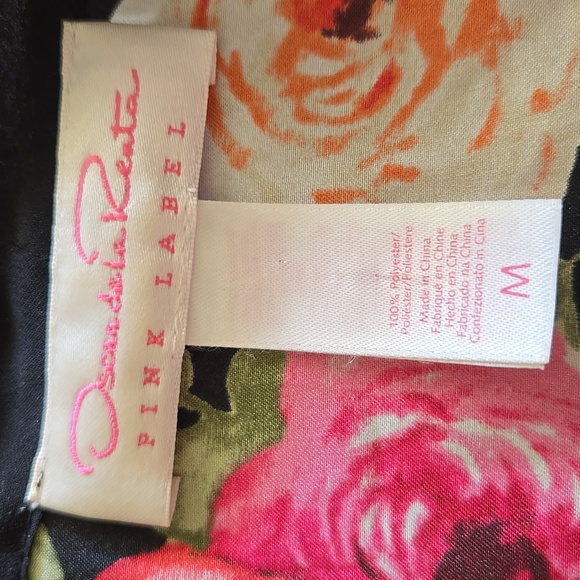 Oscar de la Renta
PINK LABEL
100% Polyester/
Poliéster/Poliestere
Made in China
Fabriqué en Chine
Hecho en China
Fabricado na China
Confezionato in Cina
M